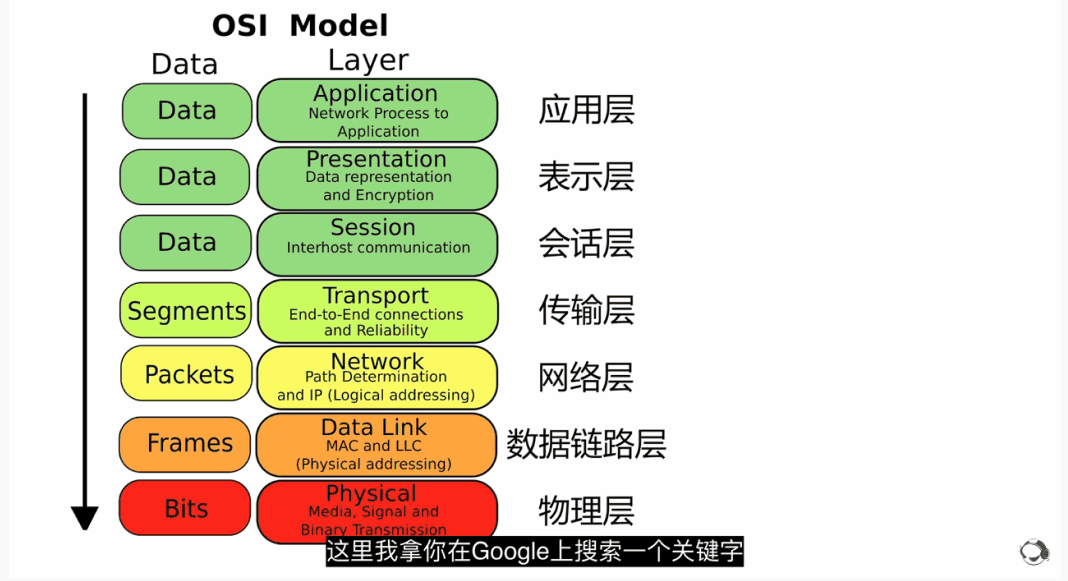 OSI Model
Data Layer
Data Application 应用层
Network Process to
Application
Data Presentation 表示层
Data representation
and Encryption
Data Session 会话层
Interhost communication
Segments Transport 传输层
End-to-End connections
and Reliability
Packets Network 网络层
Path Determination
and IP (Logical addressing)
Frames Data Link 数据链路层
MAC and LLC
(Physical addressing)
Bits Physical 物理层
Media, Signal and
Binary Transmission
这里我拿你在Google上搜索一个关键字